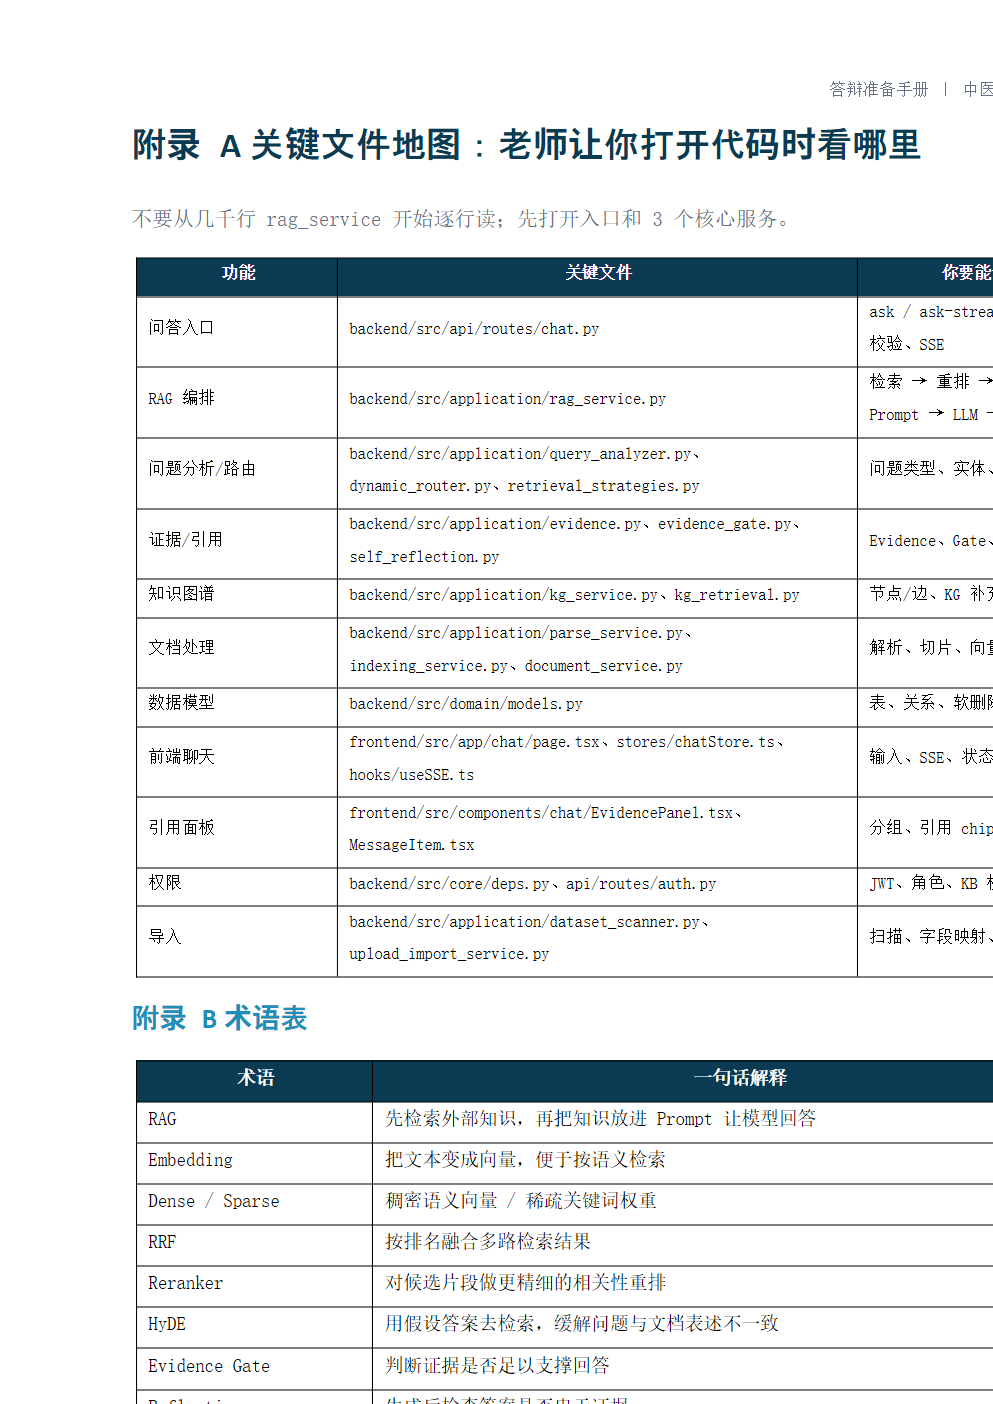 答辩准备手册 | 中医
附录 A 关键文件地图：老师让你打开代码时看哪里
不要从几千行 rag_service 开始逐行读；先打开入口和 3 个核心服务。
功能 关键文件 你要能
问答入口 backend/src/api/routes/chat.py ask / ask-strea
校验、SSE
RAG 编排 backend/src/application/rag_service.py 检索 → 重排 →
Prompt → LLM
问题分析/路由 backend/src/application/query_analyzer.py、 问题类型、实体、
dynamic_router.py、retrieval_strategies.py
证据/引用 backend/src/application/evidence.py、evidence_gate.py、 Evidence、Gate、
self_reflection.py
知识图谱 backend/src/application/kg_service.py、kg_retrieval.py 节点/边、KG 补充
文档处理 backend/src/application/parse_service.py、 解析、切片、向量
indexing_service.py、document_service.py
数据模型 backend/src/domain/models.py 表、关系、软删除
前端聊天 frontend/src/app/chat/page.tsx、stores/chatStore.ts、 输入、SSE、状态
hooks/useSSE.ts
引用面板 frontend/src/components/chat/EvidencePanel.tsx、 分组、引用 chip
MessageItem.tsx
权限 backend/src/core/deps.py、api/routes/auth.py JWT、角色、KB
导入 backend/src/application/dataset_scanner.py、 扫描、字段映射、
upload_import_service.py
附录 B 术语表
术语 一句话解释
RAG 先检索外部知识，再把知识放进 Prompt 让模型回答
Embedding 把文本变成向量，便于按语义检索
Dense / Sparse 稠密语义向量 / 稀疏关键词权重
RRF 按排名融合多路检索结果
Reranker 对候选片段做更精细的相关性重排
HyDE 用假设答案去检索，缓解问题与文档表述不一致
Evidence Gate 判断证据是否足以支撑回答